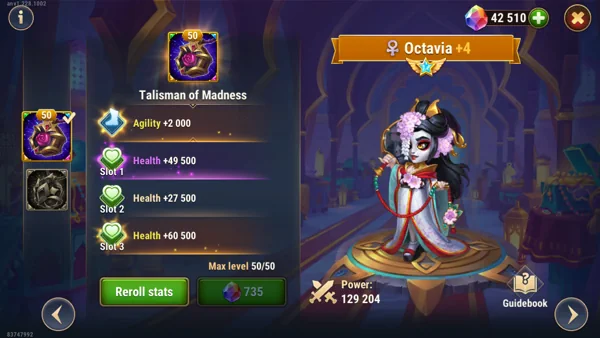 42 510
50
Octavia +4
Talisman of Madness
50
Agility +2 000
Health +49 500
Slot 1
Health +27 500
Slot 2
Health +60 500
Slot 3
Max level 50/50
Reroll stats
735
Power:
129 204
?
Guidebook
83747992